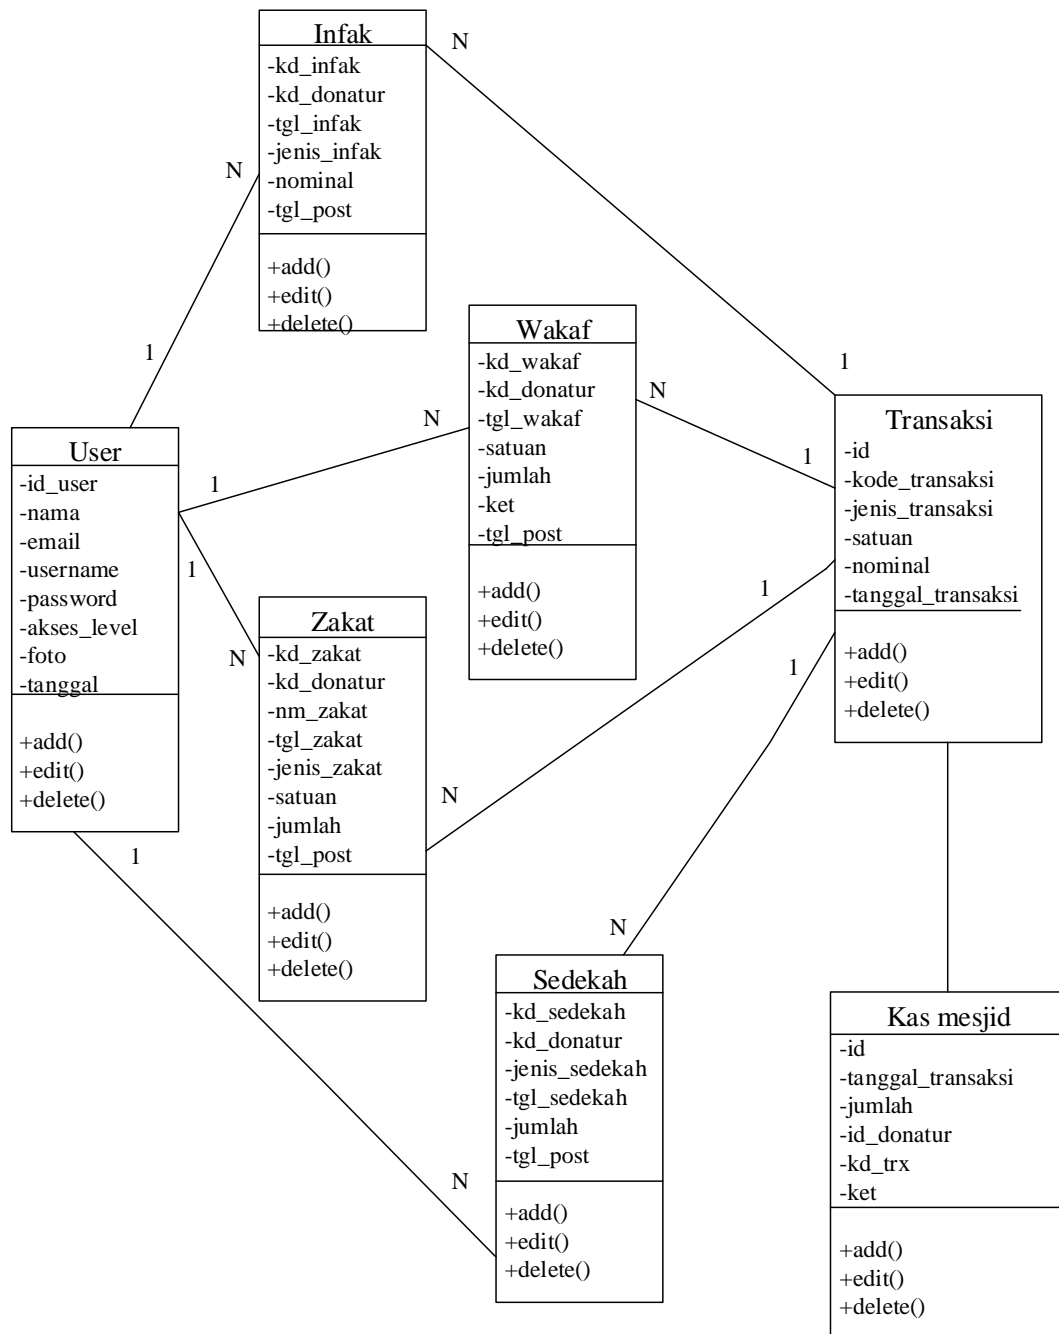 Infak
-kd_infak
-kd_donatur
-tgl_infak
-jenis_infak
-nominal
-tgl_post
+add()
+edit()
+delete()
N
N
1
1
Wakaf
-kd_wakaf
-kd_donatur
-tgl_wakaf
-satuan
-jumlah
-ket
-tgl_post
+add()
+edit()
+delete()
N
N
1
1
User
-id_user
-nama
-email
-username
-password
-akses_level
-foto
-tanggal
+add()
+edit()
+delete()
1
N
1
Zakat
-kd_zakat
-kd_donatur
-nm_zakat
-tgl_zakat
-jenis_zakat
-satuan
-jumlah
-tgl_post
+add()
+edit()
+delete()
N
1
Transaksi
-id
-kode_transaksi
-jenis_transaksi
-satuan
-nominal
-tanggal_transaksi
+add()
+edit()
+delete()
1
N
N
Sedekah
-kd_sedekah
-kd_donatur
-jenis_sedekah
-tgl_sedekah
-jumlah
-tgl_post
+add()
+edit()
+delete()
Kas mesjid
-id
-tanggal_transaksi
-jumlah
-id_donatur
-kd_trx
-ket
+add()
+edit()
+delete()